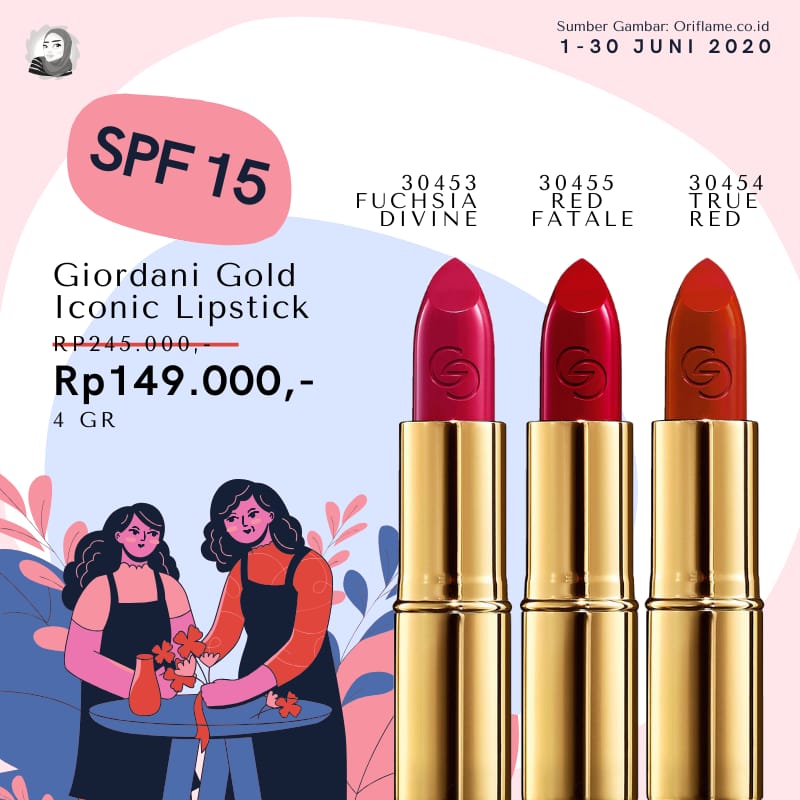 Sumber Gambar: Oriflame.co.id
1-30 JUNI 2020
SPF 15
30453
FUCHSIA
DIVINE
30455
RED
FATALE
30454
TRUE
RED
Giordani Gold
Iconic Lipstick
RP245.000,-
Rp149.000,-
4 GR